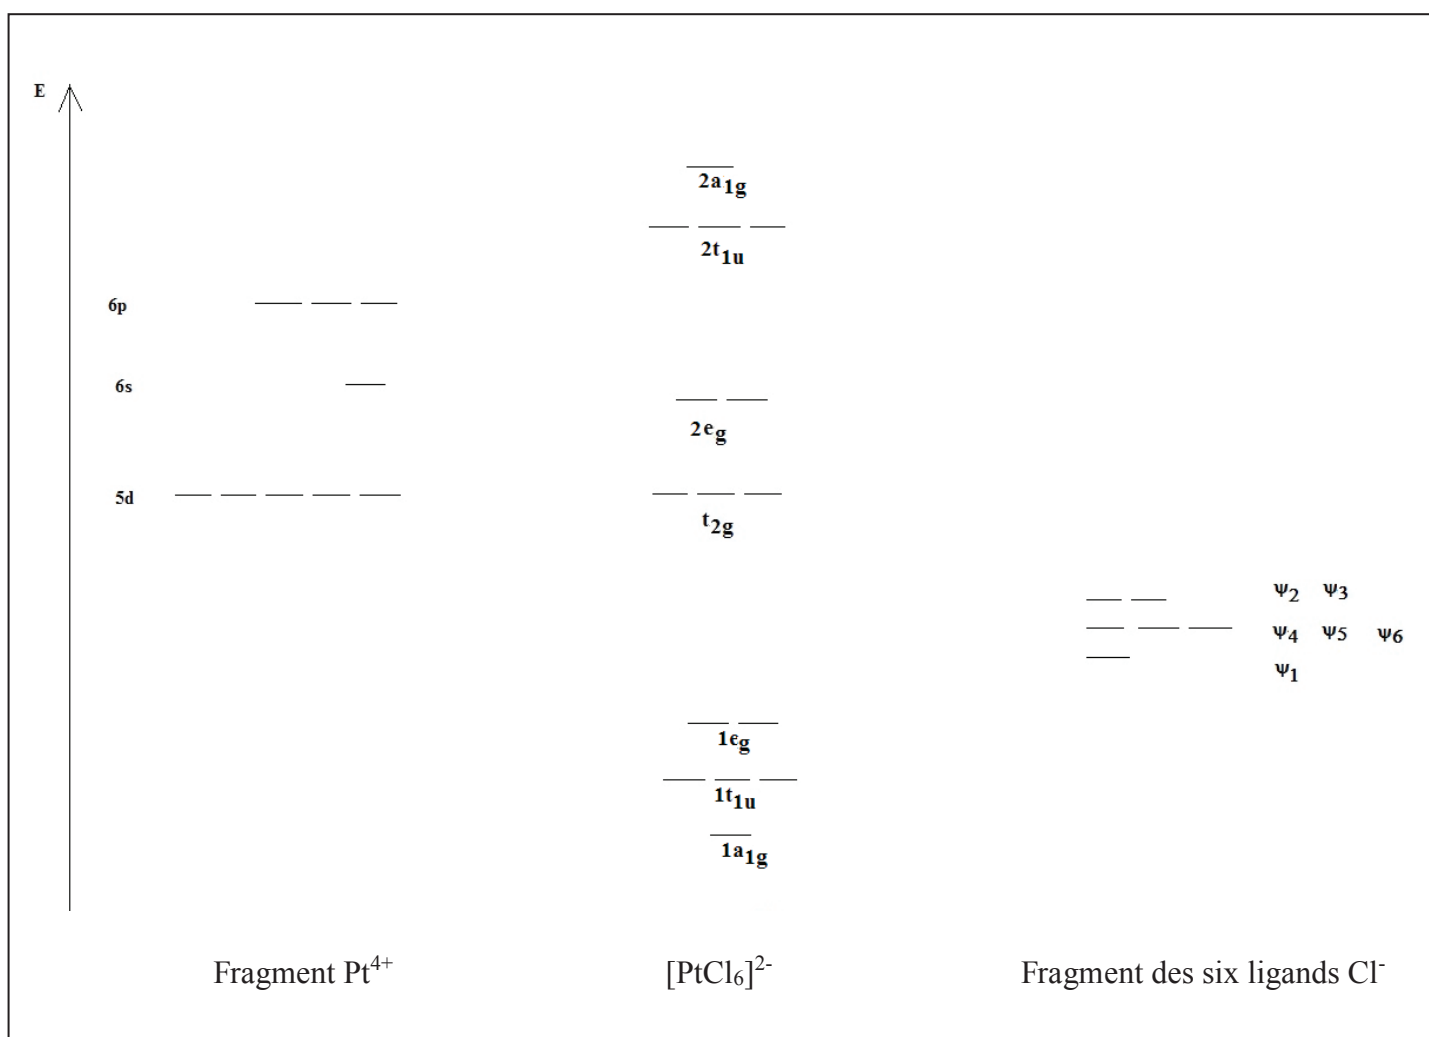 E
2a₁g
2t₁u
6p
6s
2eg
5d
t₂g
ψ₂ ψ₃
ψ₄ ψ₅ ψ₆
ψ₁
1eg
1t₁u
1a₁g
Fragment Pt⁴⁺ [PtCl₆]²⁻ Fragment des six ligands Cl⁻